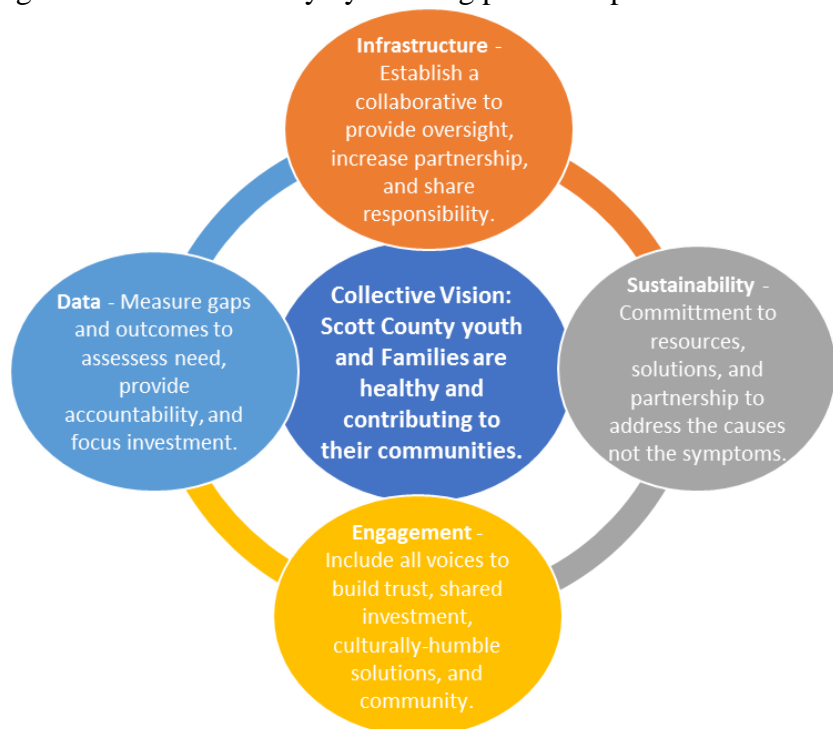 Infrastructure -
Establish a
collaborative to
provide oversight,
increase partnership,
and share
responsibility.
Data - Measure gaps
and outcomes to
assessess need,
provide
accountability, and
focus investment.
Collective Vision:
Scott County youth
and Families are
healthy and
contributing to
their communities.
Sustainability -
Committment to
resources,
solutions, and
partnership to
address the causes
not the symptoms.
Engagement -
Include all voices to
build trust, shared
investment,
culturally-humble
solutions, and
community.